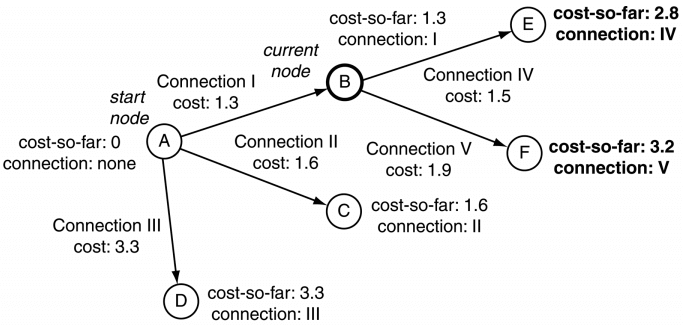 cost-so-far: 1.3
connection: I
E
cost-so-far: 2.8
connection: IV
current
node
B
Connection I
cost: 1.3
Connection IV
cost: 1.5
start
node
cost-so-far: 0
connection: none
A
Connection II
cost: 1.6
Connection V
cost: 1.9
F
cost-so-far: 3.2
connection: V
C
cost-so-far: 1.6
connection: II
Connection III
cost: 3.3
D
cost-so-far: 3.3
connection: III